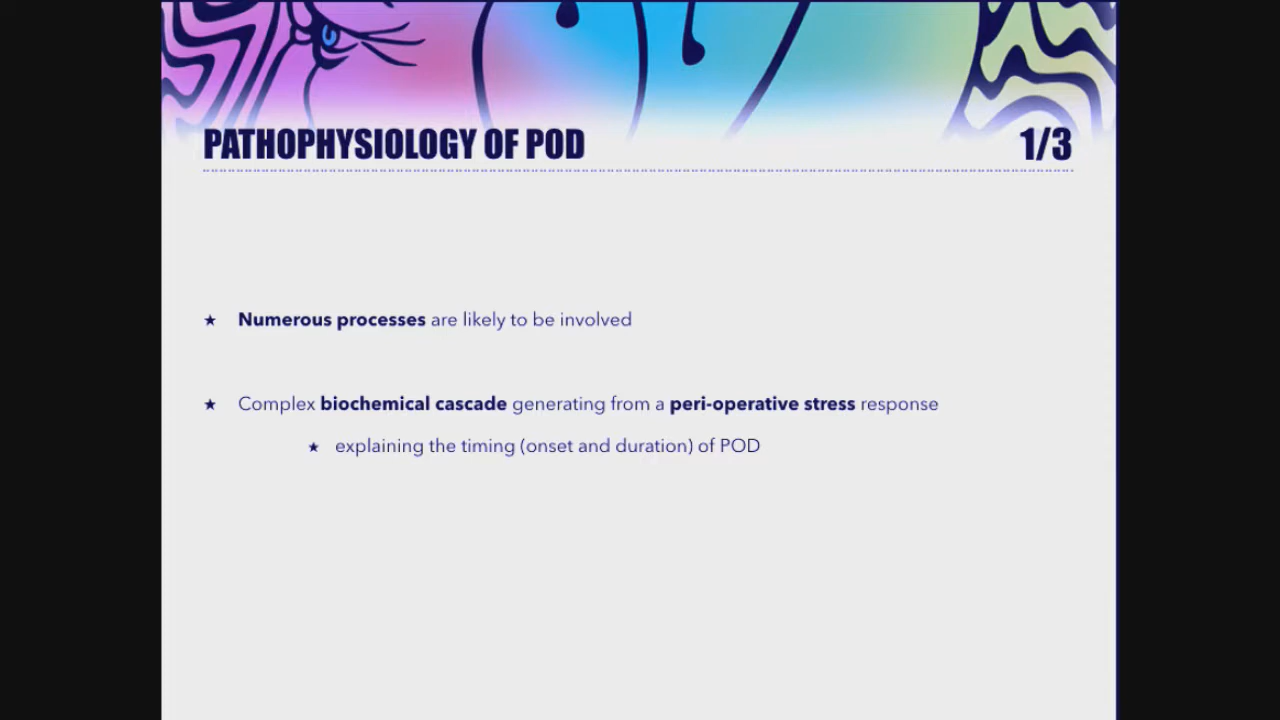 PATHOPHYSIOLOGY OF POD 1/3
★ Numerous processes are likely to be involved
★ Complex biochemical cascade generating from a peri-operative stress response
★ explaining the timing (onset and duration) of POD